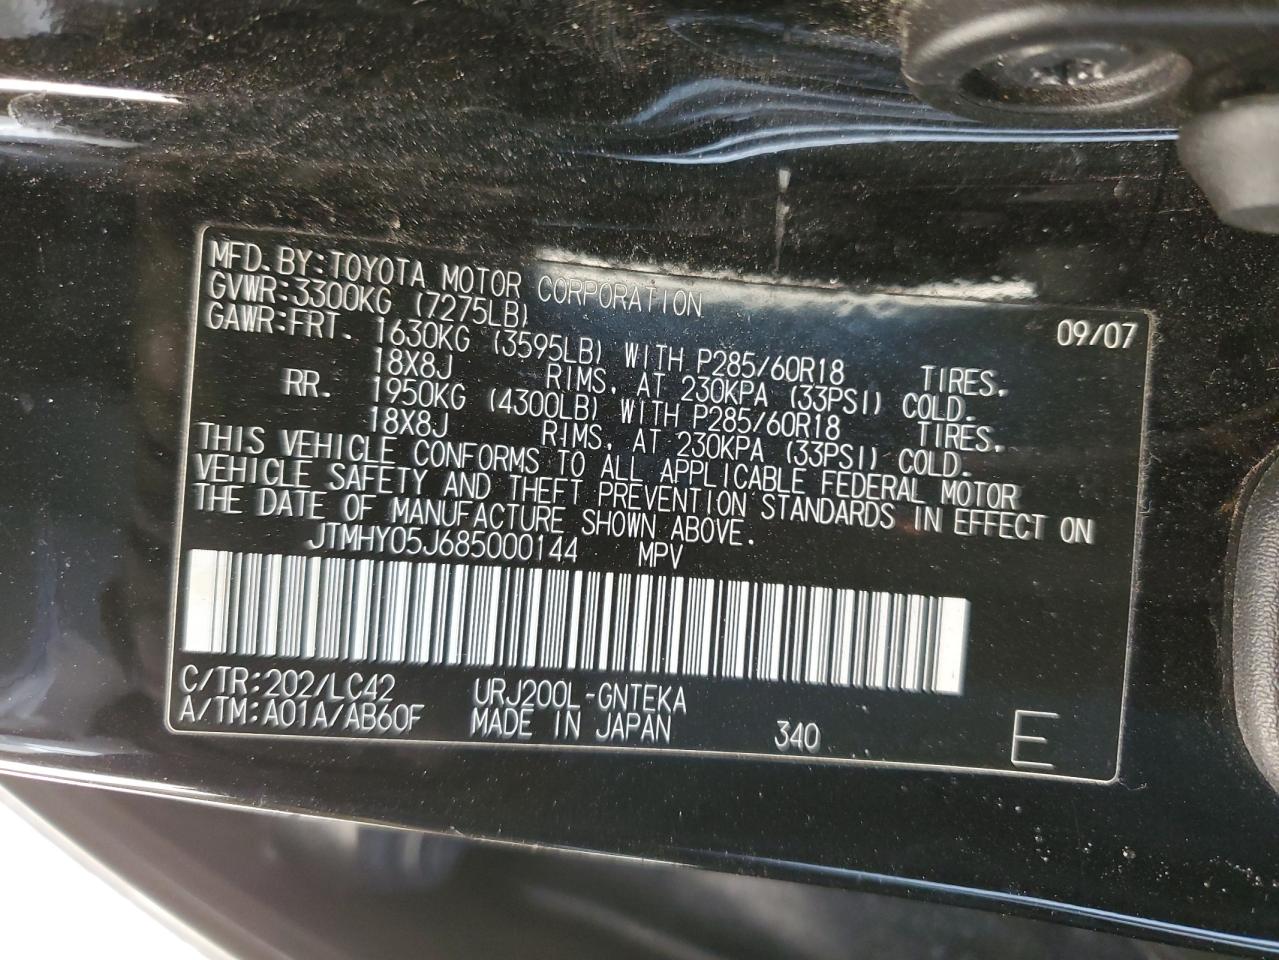 MFD. BY:TOYOTA MOTOR CORPORATION 09/07
GVWR:3300KG (7275LB)
GAWR:FRT. 1630KG (3595LB) WITH P285/60R18 TIRES.
18X8J RIMS, AT 230KPA (33PSI) COLD.
RR. 1950KG (4300LB) WITH P285/60R18 TIRES.
18X8J RIMS, AT 230KPA (33PSI) COLD.
THIS VEHICLE CONFORMS TO ALL APPLICABLE FEDERAL MOTOR
VEHICLE SAFETY AND THEFT PREVENTION STANDARDS IN EFFECT ON
THE DATE OF MANUFACTURE SHOWN ABOVE.
JTMHY05J685000144 MPV
C/TR:202/LC42 URJ200L-GNTEKA
A/TM:A01A/AB60F MADE IN JAPAN 340 E